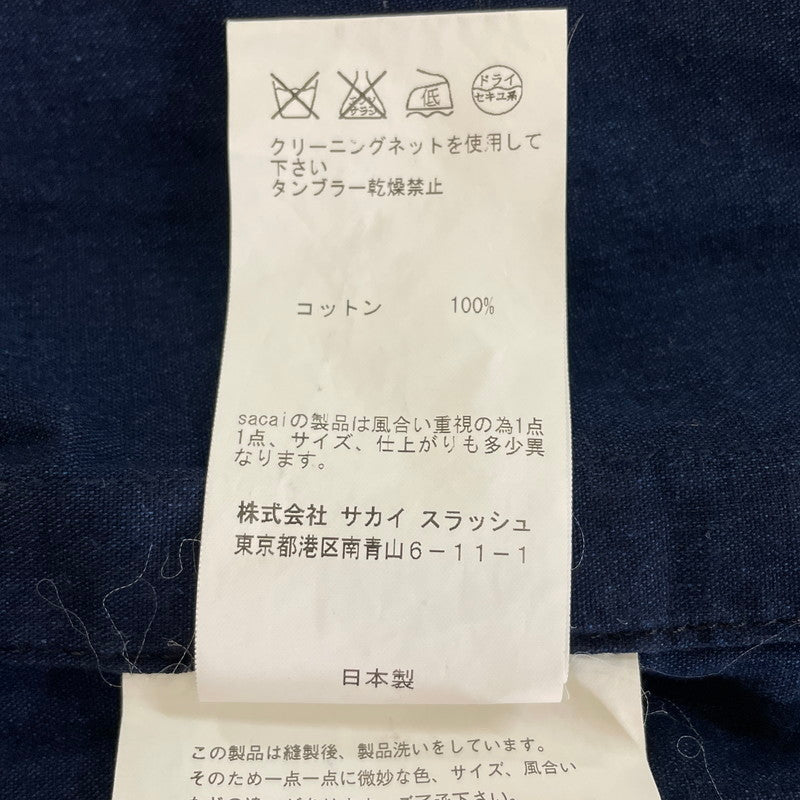 エンソ
サラシ
低
ドライ
セキユ系
クリーニングネットを使用して
下さい
タンブラー乾燥禁止
コットン 100%
sacaiの製品は風合い重視の為1点
1点、サイズ、仕上がりも多少異
なります。
株式会社 サカイ スラッシュ
東京都港区南青山6-11-1
日本製
この製品は縫製後、製品洗いをしています。
そのため一点一点に微妙な色、サイズ、風合い